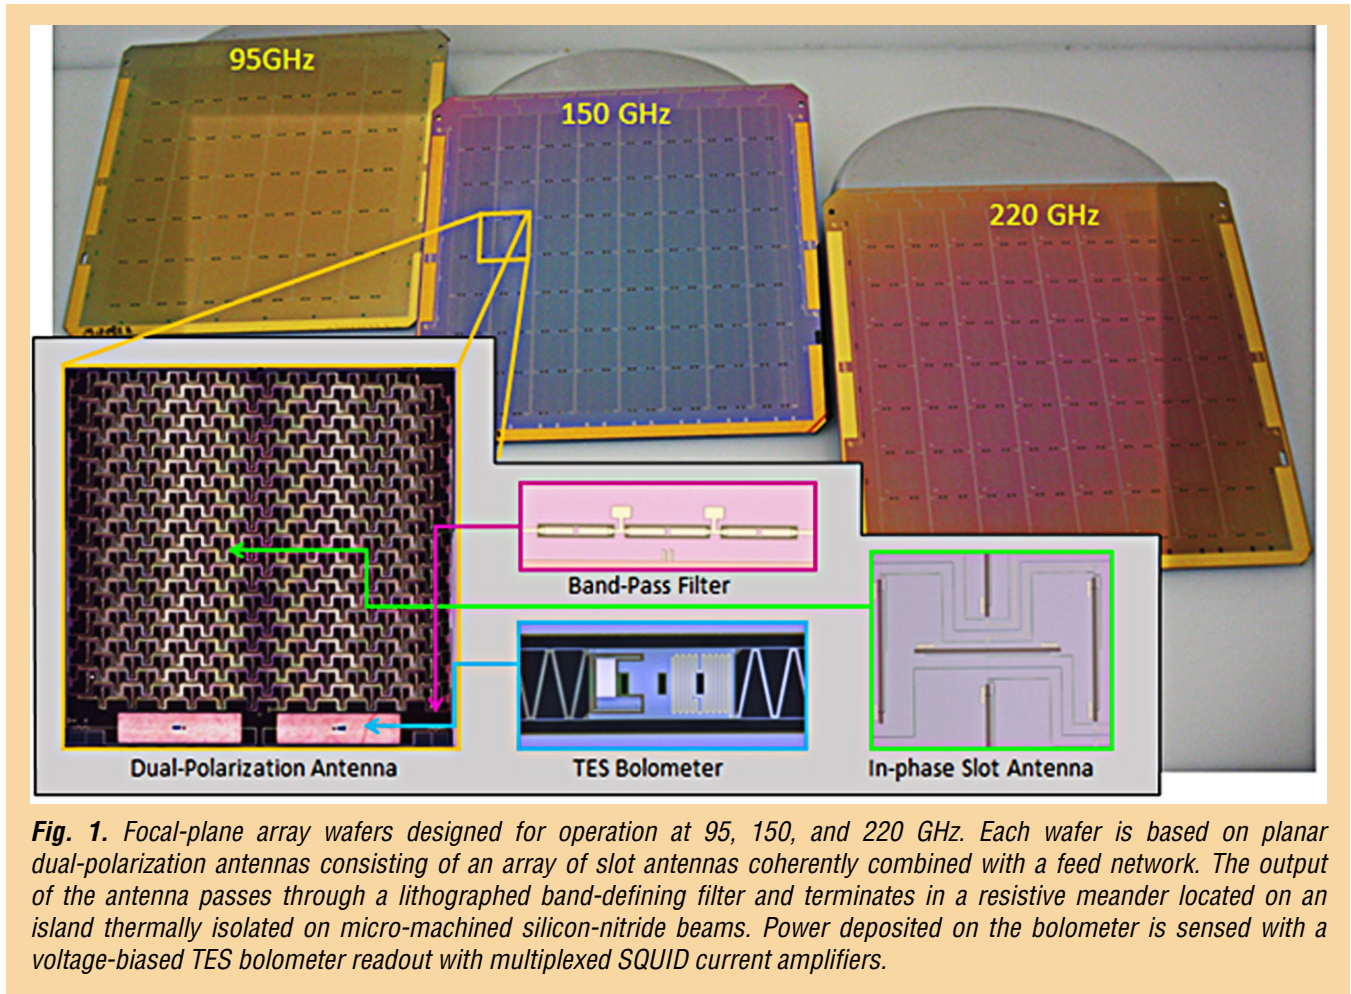 95GHz
150 GHz
220 GHz
Band-Pass Filter
Dual-Polarization Antenna
TES Bolometer
In-phase Slot Antenna
Fig. 1. Focal-plane array wafers designed for operation at 95, 150, and 220 GHz. Each wafer is based on planar
dual-polarization antennas consisting of an array of slot antennas coherently combined with a feed network. The output
of the antenna passes through a lithographed band-defining filter and terminates in a resistive meander located on an
island thermally isolated on micro-machined silicon-nitride beams. Power deposited on the bolometer is sensed with a
voltage-biased TES bolometer readout with multiplexed SQUID current amplifiers.